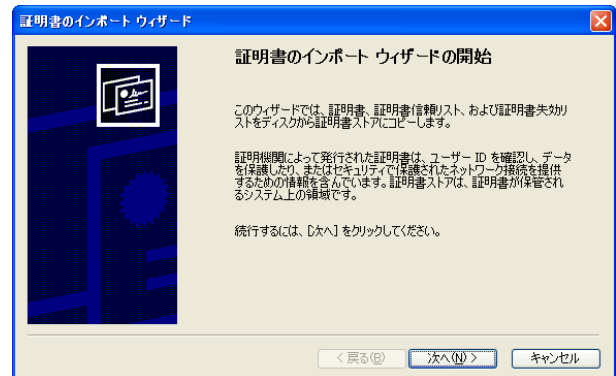 証明書のインポート ウィザード
証明書のインポート ウィザードの開始
このウィザードでは、証明書、証明書信頼リスト、および証明書失効リ
ストをディスクから証明書ストアにコピーします。
証明機関によって発行された証明書は、ユーザー ID を確認し、データ
を保護したり、またはセキュリティで保護されたネットワーク接続を提供
するための情報を含んでいます。証明書ストアは、証明書が保管され
るシステム上の領域です。
続行するには、[次へ] をクリックしてください。
< 戻る(B) 次へ(N) > キャンセル